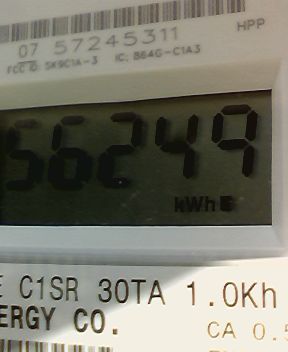 07 57245311
HPP
FCC ID: SK9C1A-3 IC: 864G-C1A3
56249
kWh
E C1SR 30TA 1.0Kh
ERGY CO.
CA 0.5